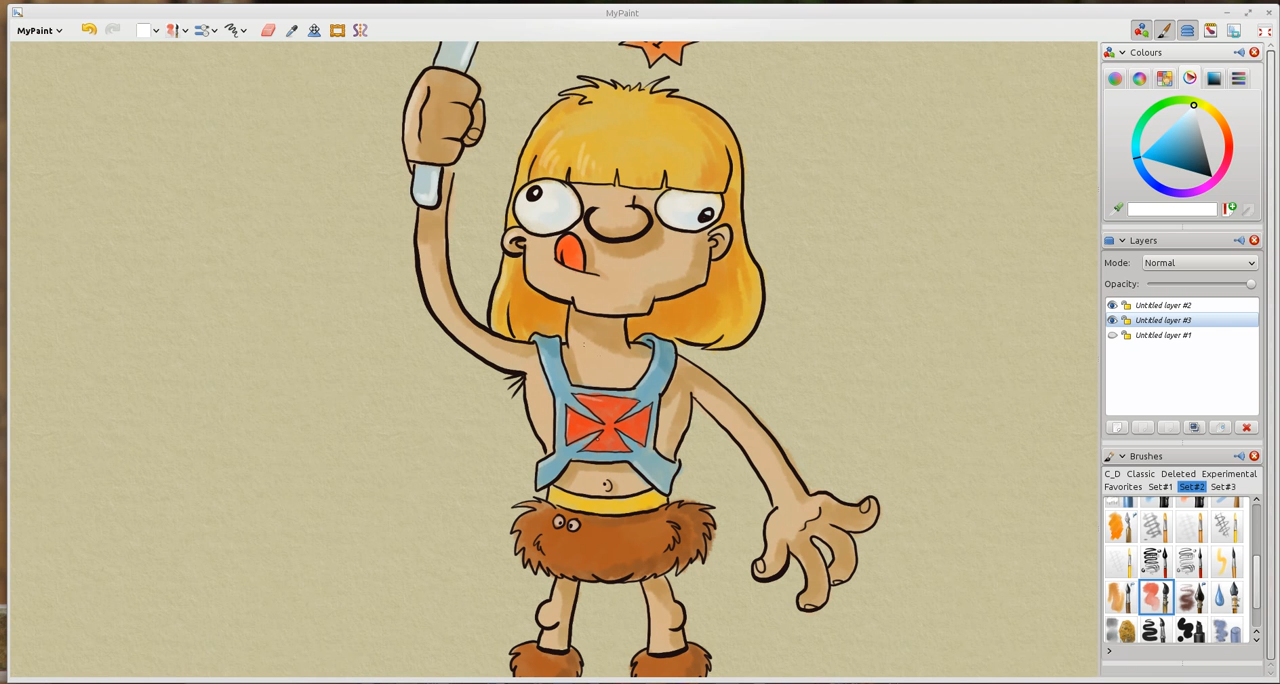 MyPaint
MyPaint
Colours
Layers
Mode: Normal
Opacity:
Untitled layer #2
Untitled layer #3
Untitled layer #1
Brushes
C_D Classic Deleted Experimental
Favorites Set#1 Set#2 Set#3